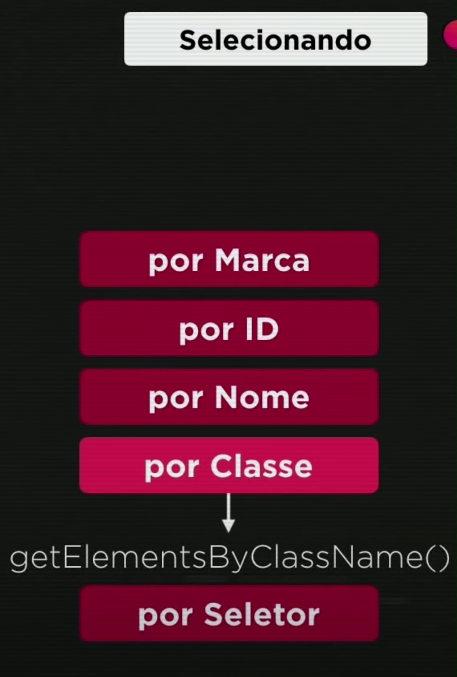 Selecionando
por Marca
por ID
por Nome
por Classe
getElementsByClassName()
por Seletor